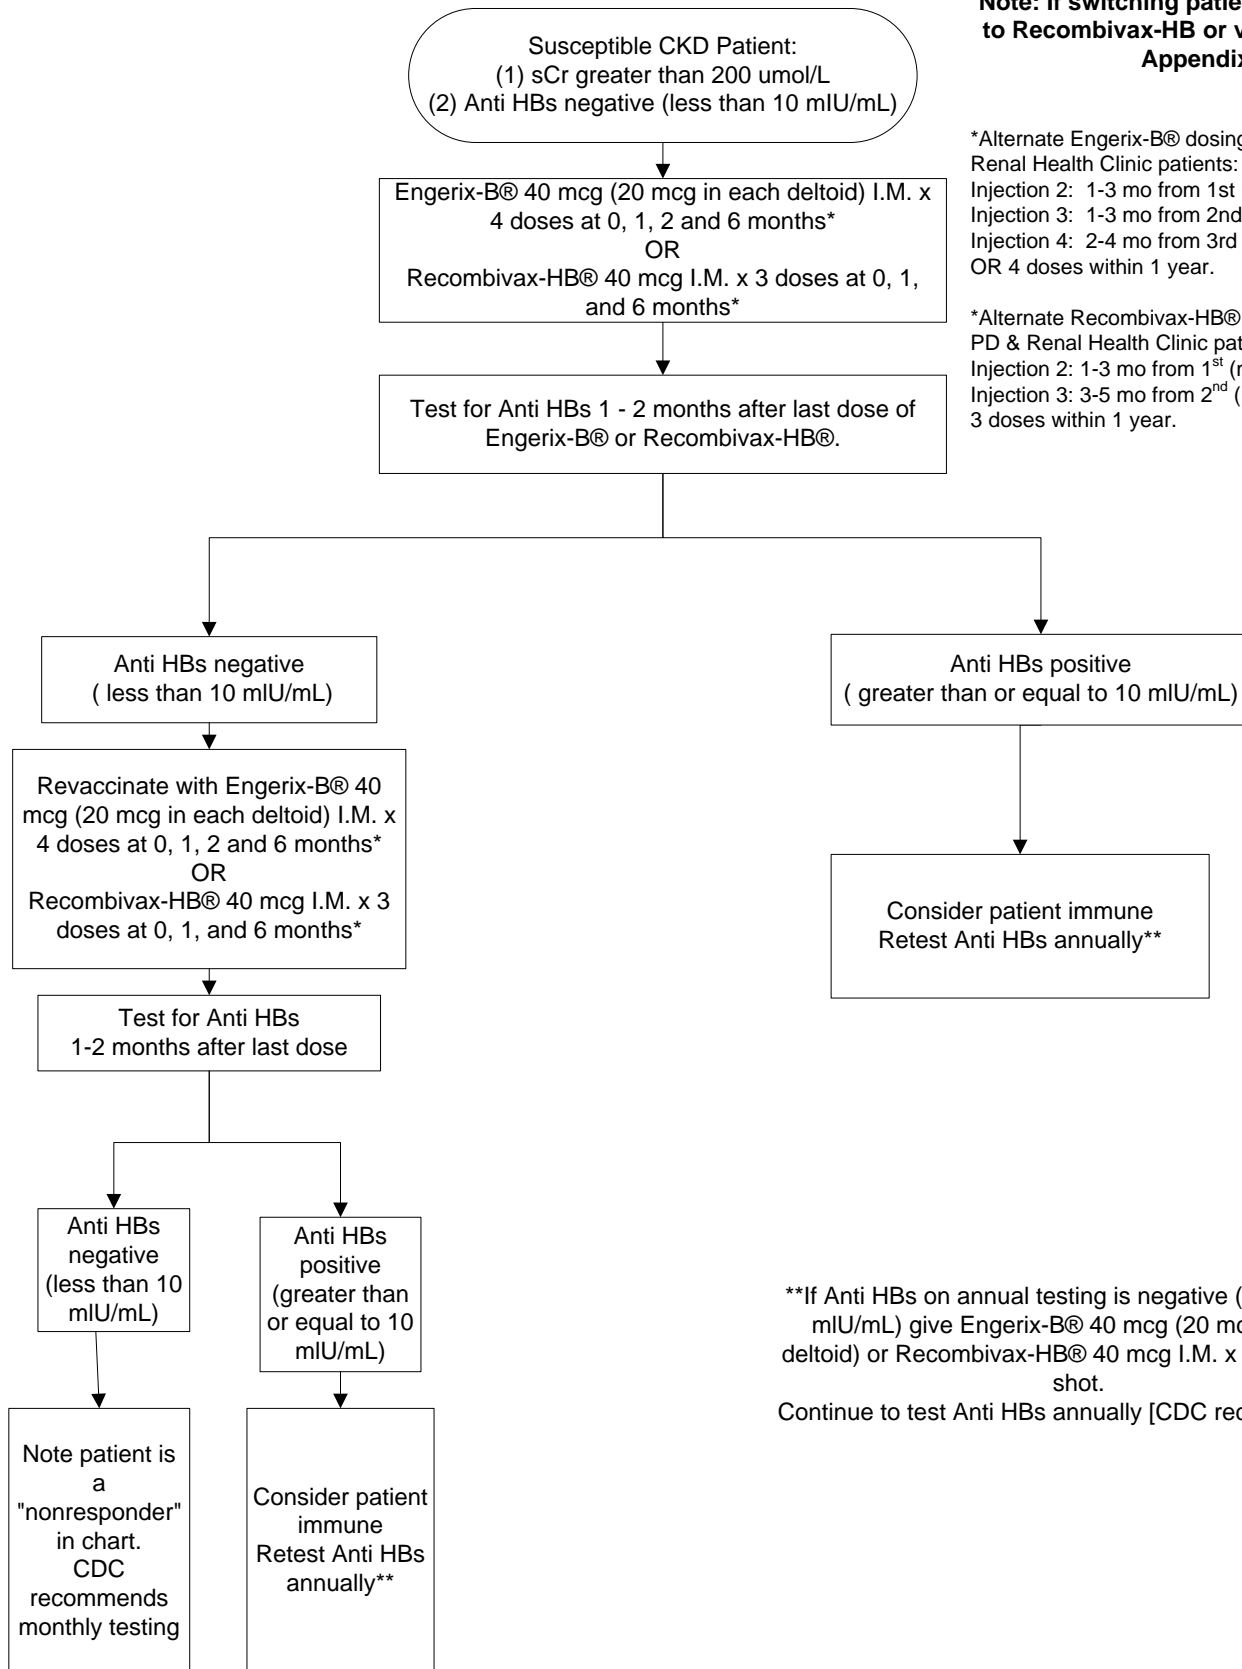 Note: If switching
to Recombivax-HB or
Appendix
Susceptible CKD Patient:
(1) sCr greater than 200 umol/L
(2) Anti HBs negative (less than 10 mIU/mL)
*Alternate Engerix-B® dosing
Renal Health Clinic patients:
Injection 2: 1-3 mo from 1st
Injection 3: 1-3 mo from 2nd
Injection 4: 2-4 mo from 3rd
OR 4 doses within 1 year.
*Alternate Recombivax-HB®
PD & Renal Health Clinic
Injection 2: 1-3 mo from 1st
Injection 3: 3-5 mo from 2nd (
3 doses within 1 year.
Engerix-B® 40 mcg (20 mcg in each deltoid) I.M. x
4 doses at 0, 1, 2 and 6 months*
OR
Recombivax-HB® 40 mcg I.M. x 3 doses at 0, 1,
and 6 months*
Test for Anti HBs 1 - 2 months after last dose of
Engerix-B® or Recombivax-HB®.
Anti HBs negative
( less than 10 mIU/mL)
Anti HBs positive
( greater than or equal to 10 mIU/mL)
Revaccinate with Engerix-B® 40
mcg (20 mcg in each deltoid) I.M. x
4 doses at 0, 1, 2 and 6 months*
OR
Recombivax-HB® 40 mcg I.M. x 3
doses at 0, 1, and 6 months*
Consider patient immune
Retest Anti HBs annually**
Test for Anti HBs
1-2 months after last dose
Anti HBs
negative
(less than 10
mIU/mL)
Anti HBs
positive
(greater than
or equal to 10
mIU/mL)
**If Anti HBs on annual testing is negative (
mIU/mL) give Engerix-B® 40 mcg (20
deltoid) or Recombivax-HB® 40 mcg I.M. x
shot.
Continue to test Anti HBs annually [CDC
Note patient is
a
"nonresponder"
in chart.
CDC
recommends
monthly testing
Consider patient
immune
Retest Anti HBs
annually**